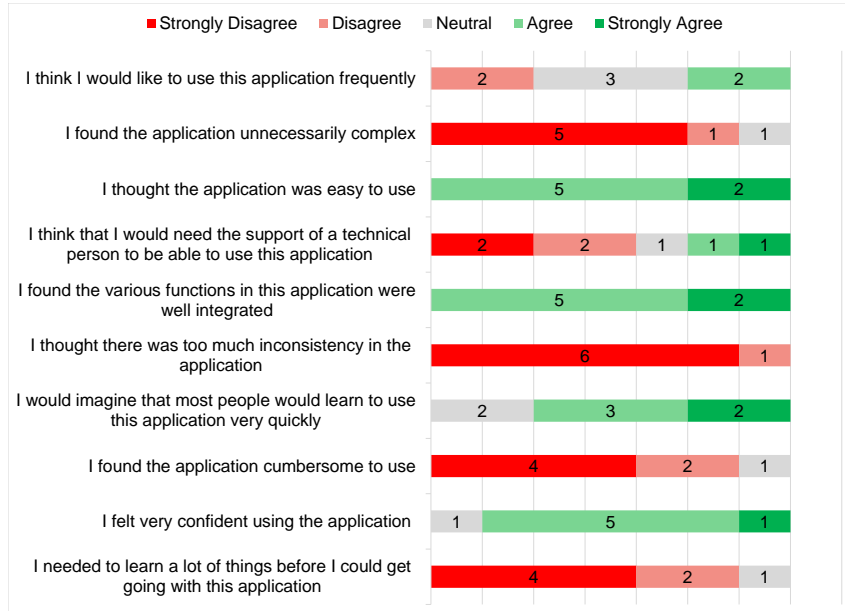 Strongly Disagree Disagree Neutral Agree Strongly Agree
I think I would like to use this application frequently 2 3 2
I found the application unnecessarily complex 5 1 1
I thought the application was easy to use 5 2
I think that I would need the support of a technical
person to be able to use this application 2 2 1 1 1
I found the various functions in this application were
well integrated 5 2
I thought there was too much inconsistency in the
application 6 1
I would imagine that most people would learn to use
this application very quickly 2 3 2
I found the application cumbersome to use 4 2 1
I felt very confident using the application 1 5 1
I needed to learn a lot of things before I could get
going with this application 4 2 1